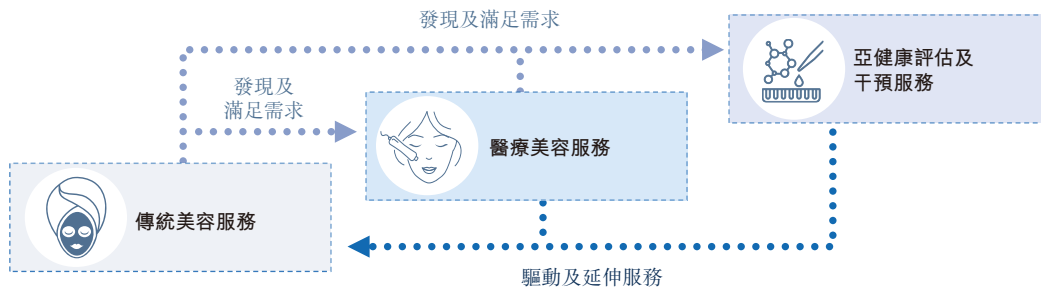 發現及滿足需求
亞健康評估及
干預服務
發現及
滿足需求
醫療美容服務
傳統美容服務
驅動及延伸服務